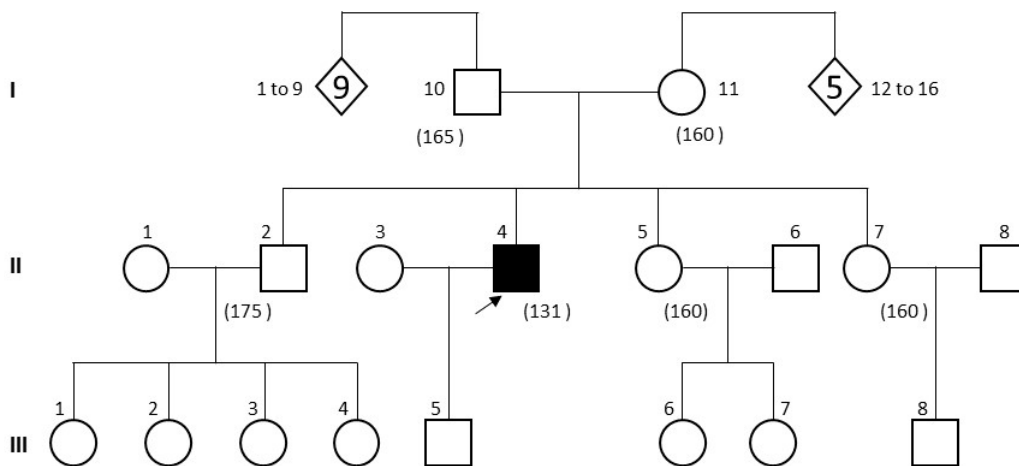 I
1 to 9 9 10 11 5 12 to 16
(165 ) (160 )
II
1 2 3 4 5 6 7 8
(175 ) (131 ) (160) (160 )
III
1 2 3 4 5 6 7 8